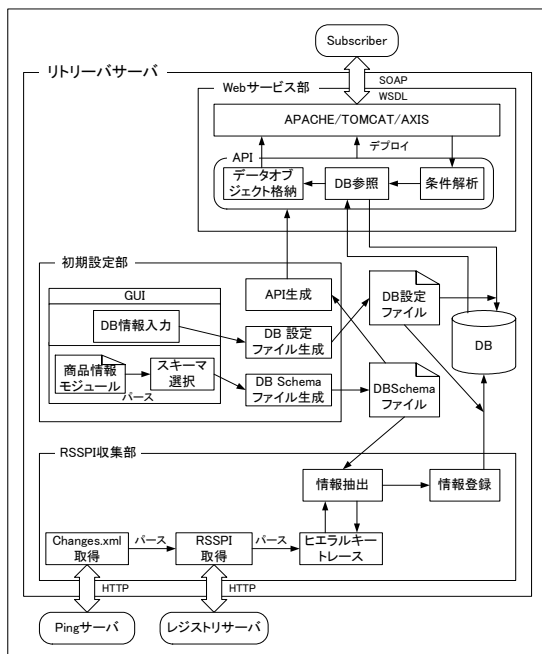 Subscriber
リトリーバサーバ
SOAP
Webサービス部
WSDL
APACHE/TOMCAT/AXIS
API
デプロイ
データオブ
ジェクト格納
DB参照
条件解析
初期設定部
GUI
API生成
DB設定
ファイル
DB情報入力
DB 設定
ファイル生成
DB
商品情報
モジュール
スキーマ
選択
パース
DB Schema
ファイル生成
DBSchema
ファイル
RSSPI収集部
情報抽出
情報登録
Changes.xml
取得
パース
RSSPI
取得
パース
ヒエラルキー
トレース
HTTP
HTTP
Pingサーバ
レジストリサーバ